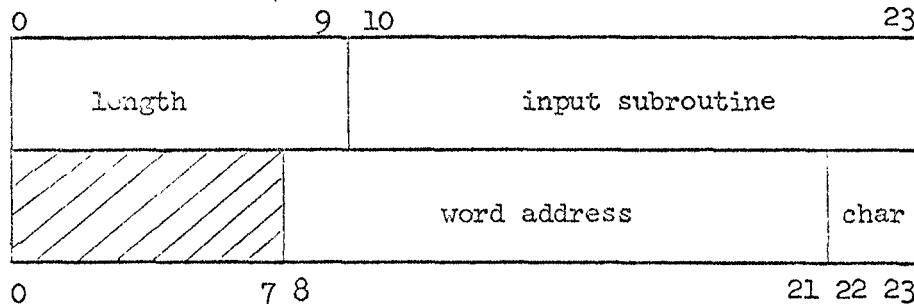 0 9 10 23
length input subroutine
word address char
0 7 8 21 22 23